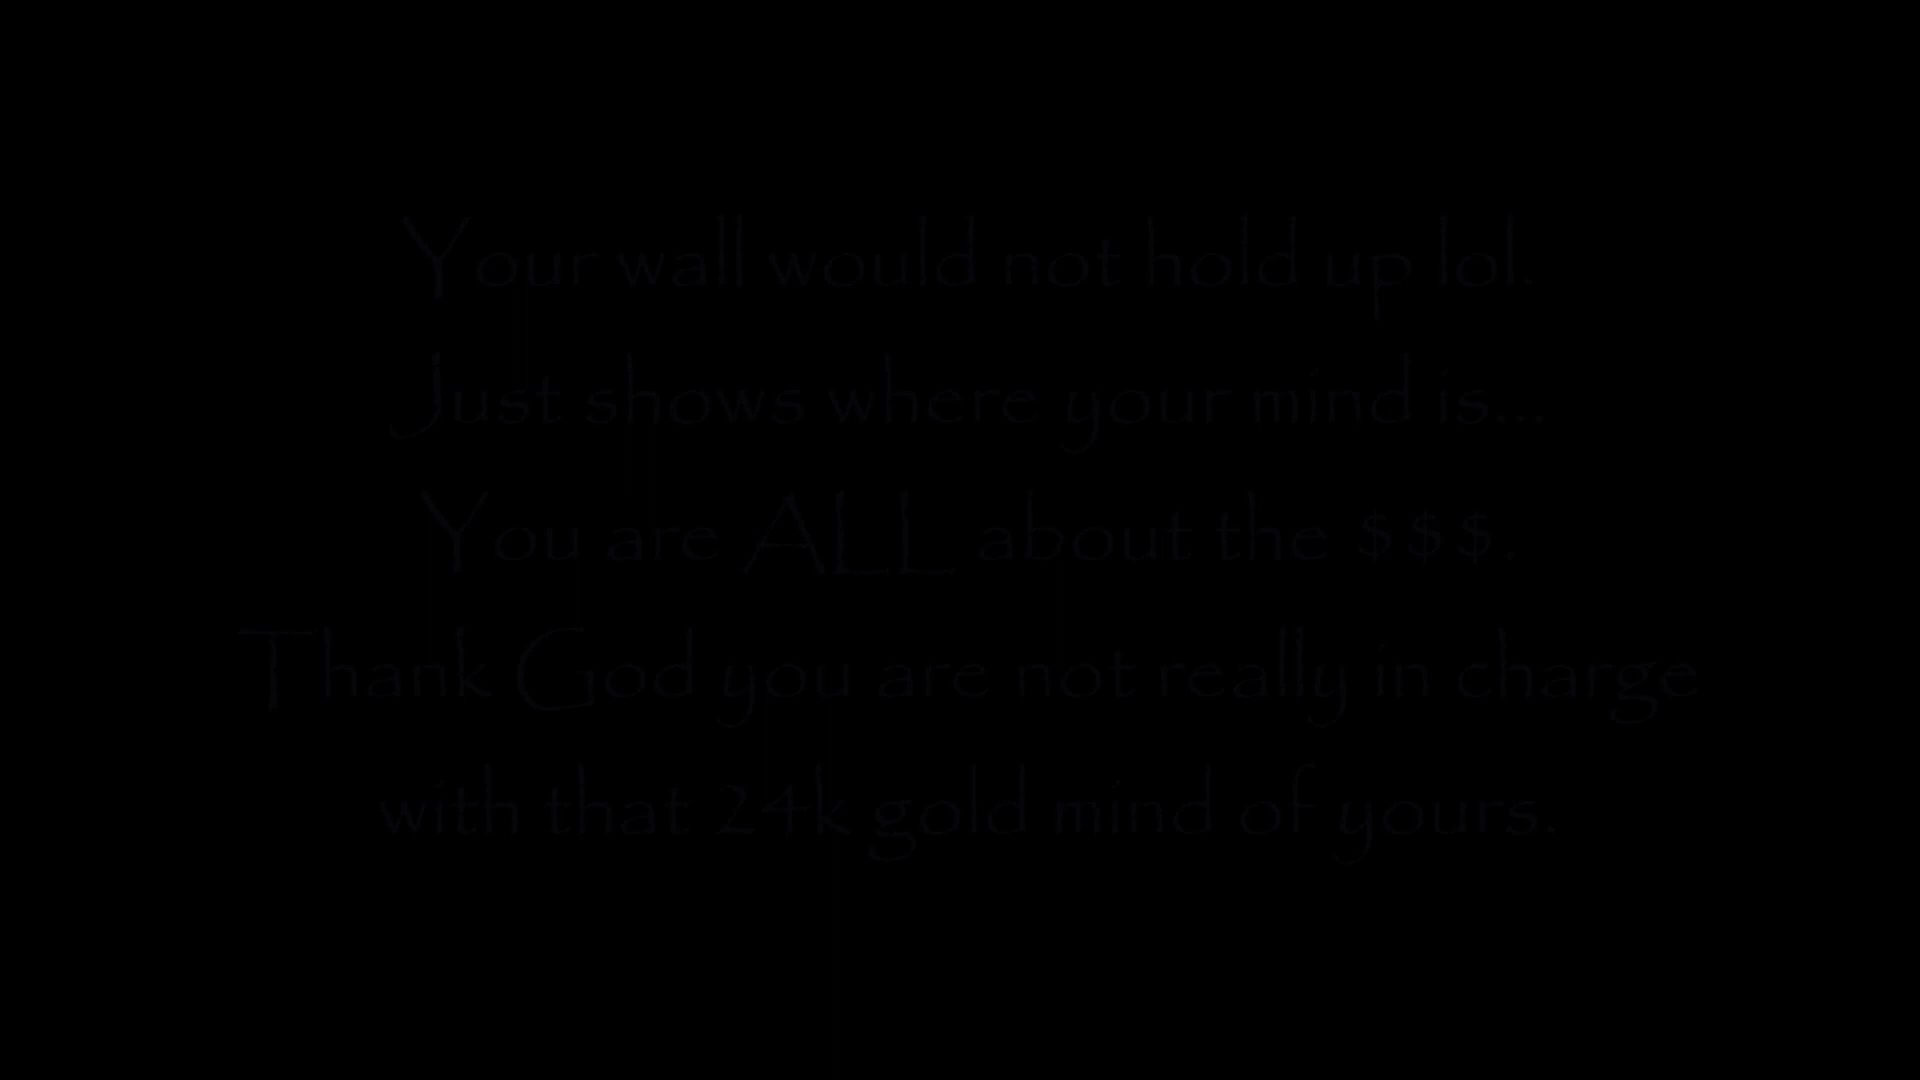 Your wall would not hold up lol.
Just shows where your mind is...
You are ALL about the $$$.
Thank God you are not really in charge
with that 24k gold mind of yours.